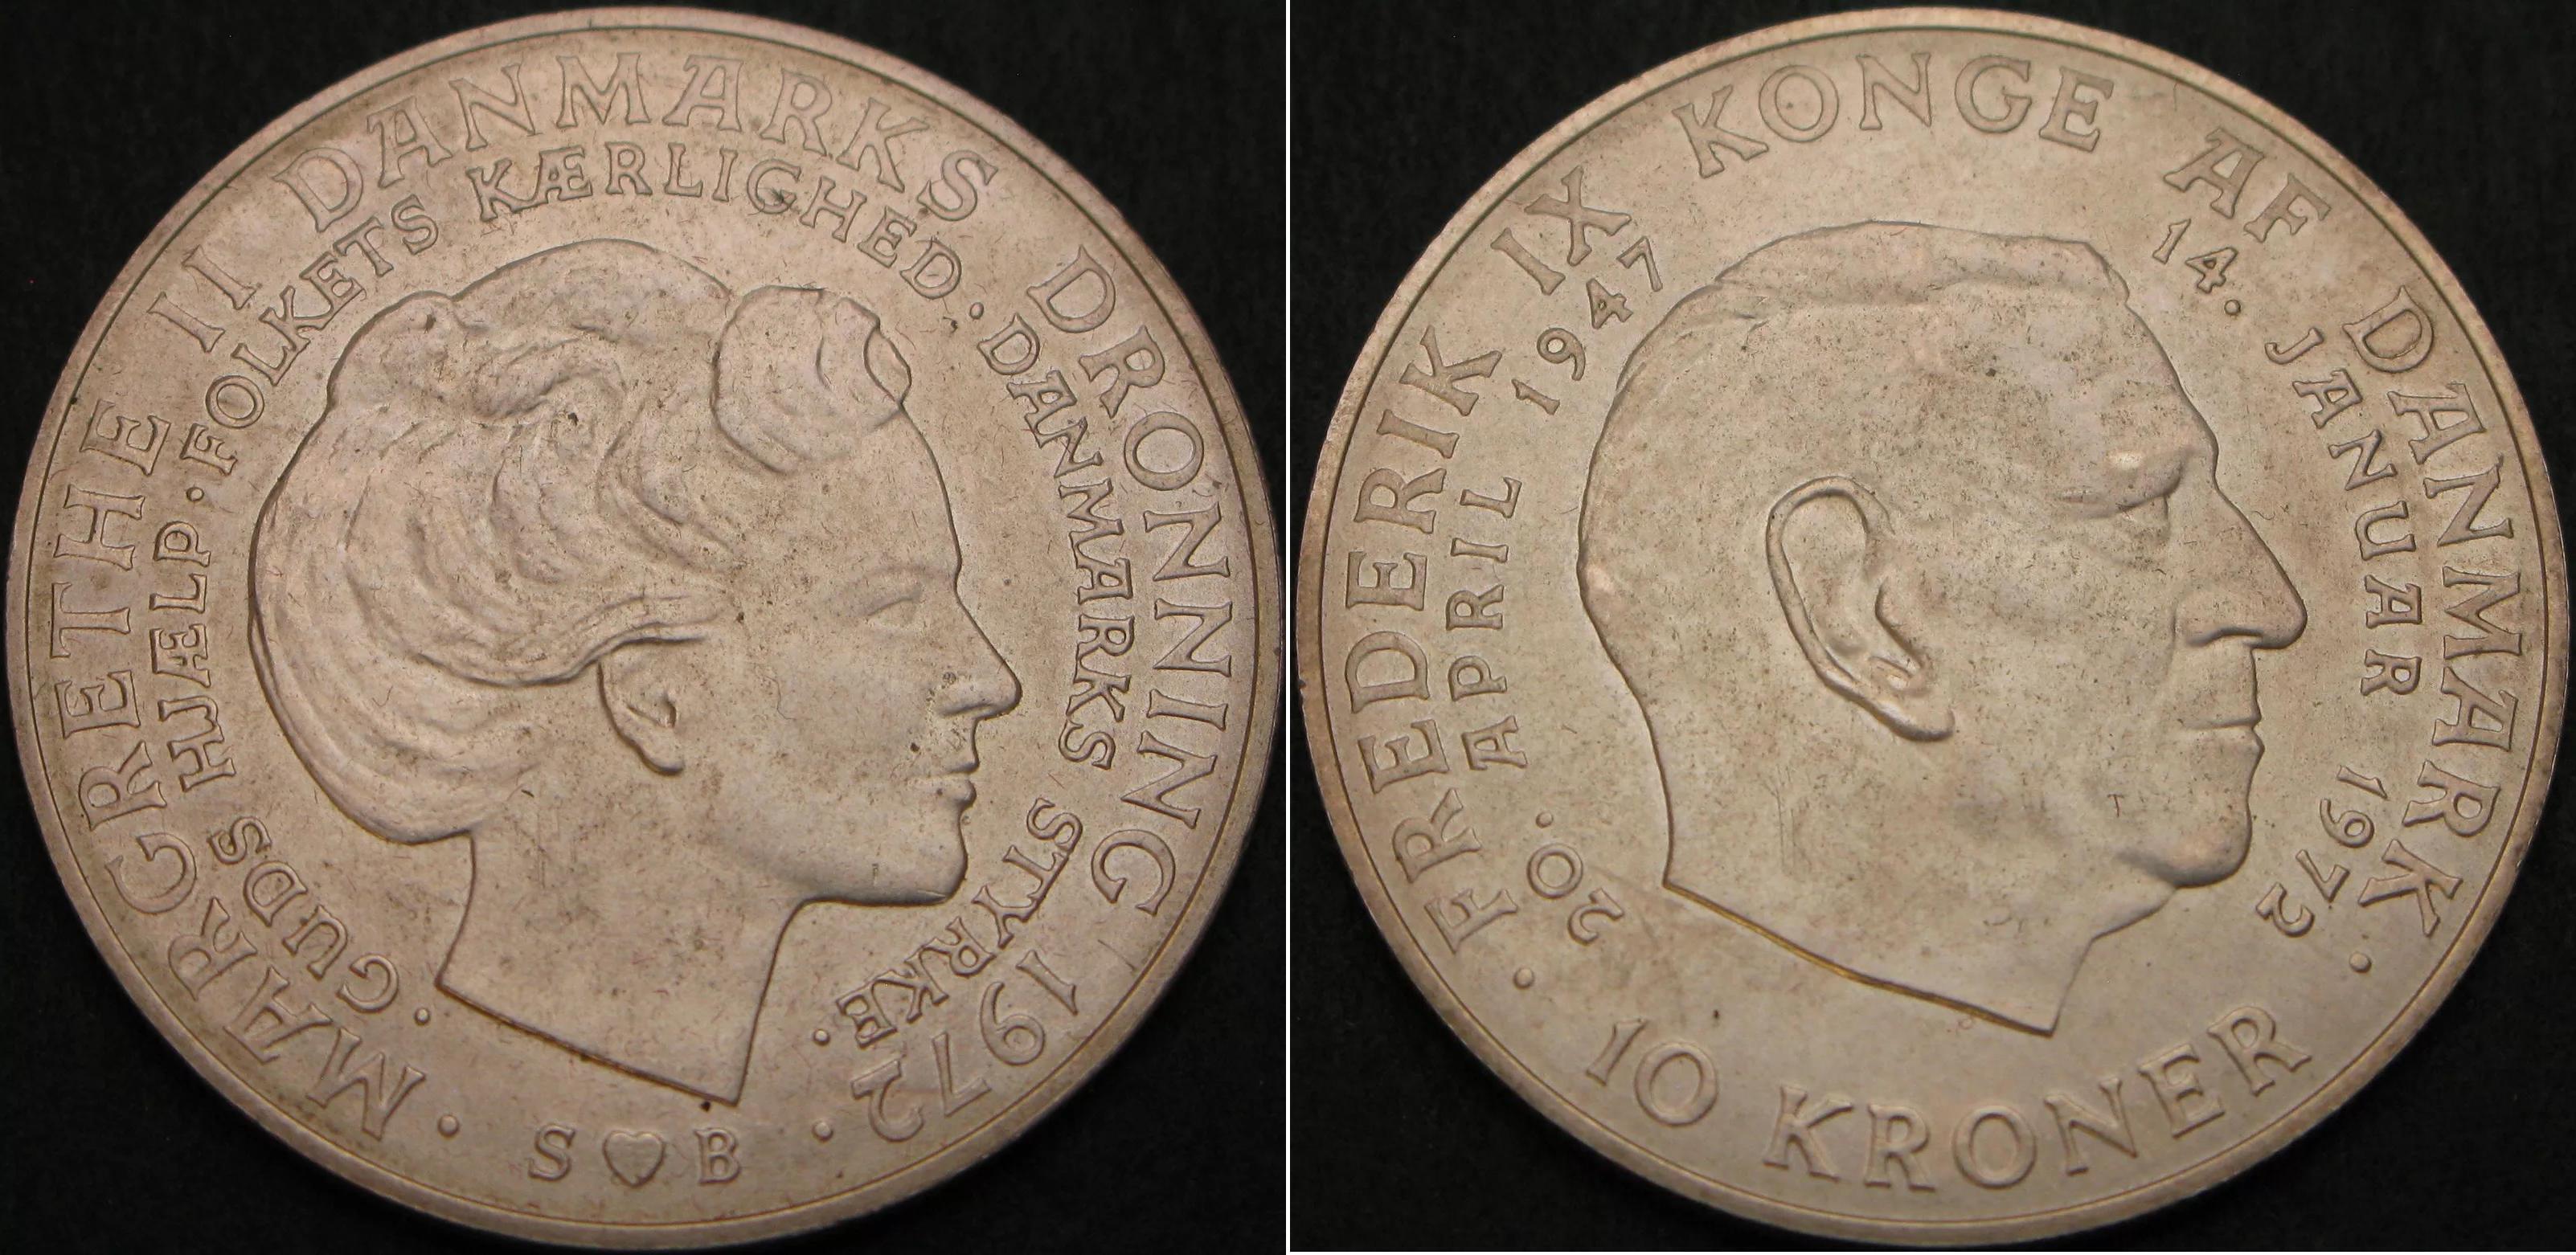 MARGRETHE II DANMARKS DRONNING 1972
· GUDS HJÆLP · FOLKETS KÆRLIGHED · DANMARKS STYRKE ·
· S ♥ B ·
· FREDERIK IX KONGE AF DANMARK ·
20. APRIL 1947 14. JANUAR 1972
10 KRONER